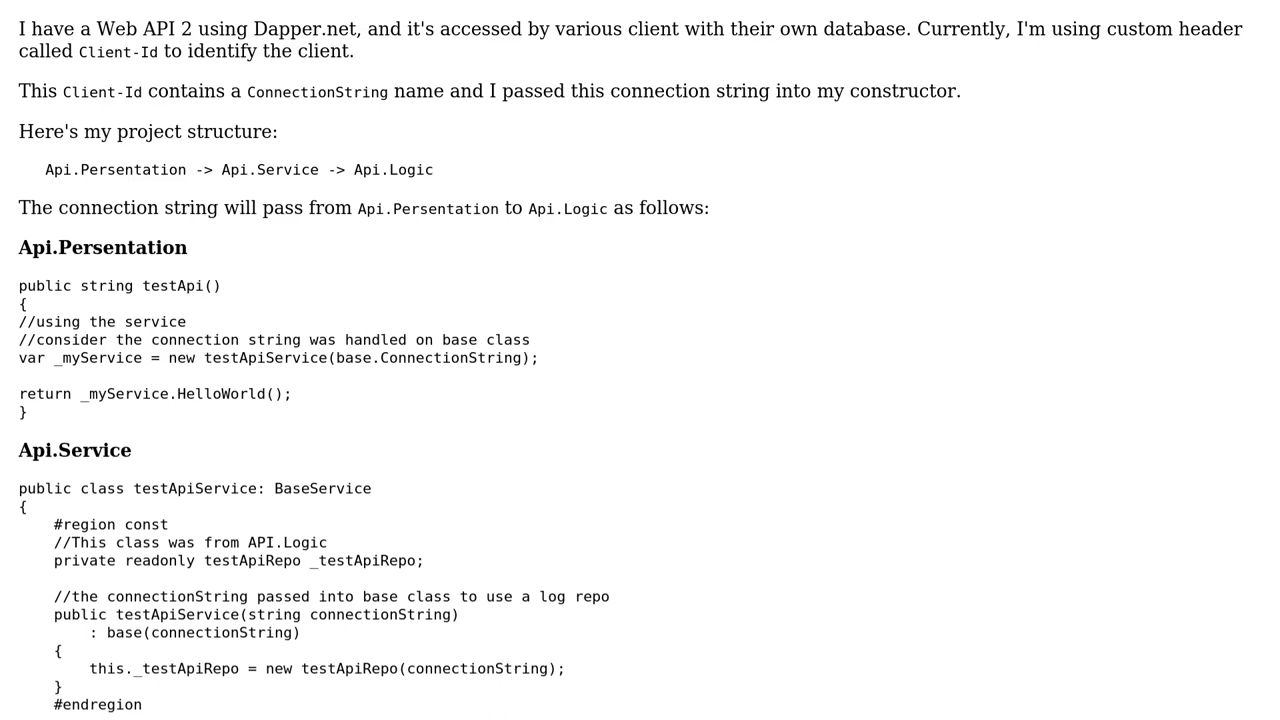 I have a Web API 2 using Dapper.net, and it's accessed by various client with their own database. Currently, I'm using custom header
called Client-Id to identify the client.
This Client-Id contains a ConnectionString name and I passed this connection string into my constructor.
Here's my project structure:
Api.Persentation -> Api.Service -> Api.Logic
The connection string will pass from Api.Persentation to Api.Logic as follows:
Api.Persentation
public string testApi()
{
//using the service
//consider the connection string was handled on base class
var _myService = new testApiService(base.ConnectionString);
return _myService.HelloWorld();
}
Api.Service
public class testApiService: BaseService
{
    #region const
    //This class was from API.Logic
    private readonly testApiRepo _testApiRepo;
    //the connectionString passed into base class to use a log repo
    public testApiService(string connectionString)
        : base(connectionString)
    {
        this._testApiRepo = new testApiRepo(connectionString);
    }
    #endregion